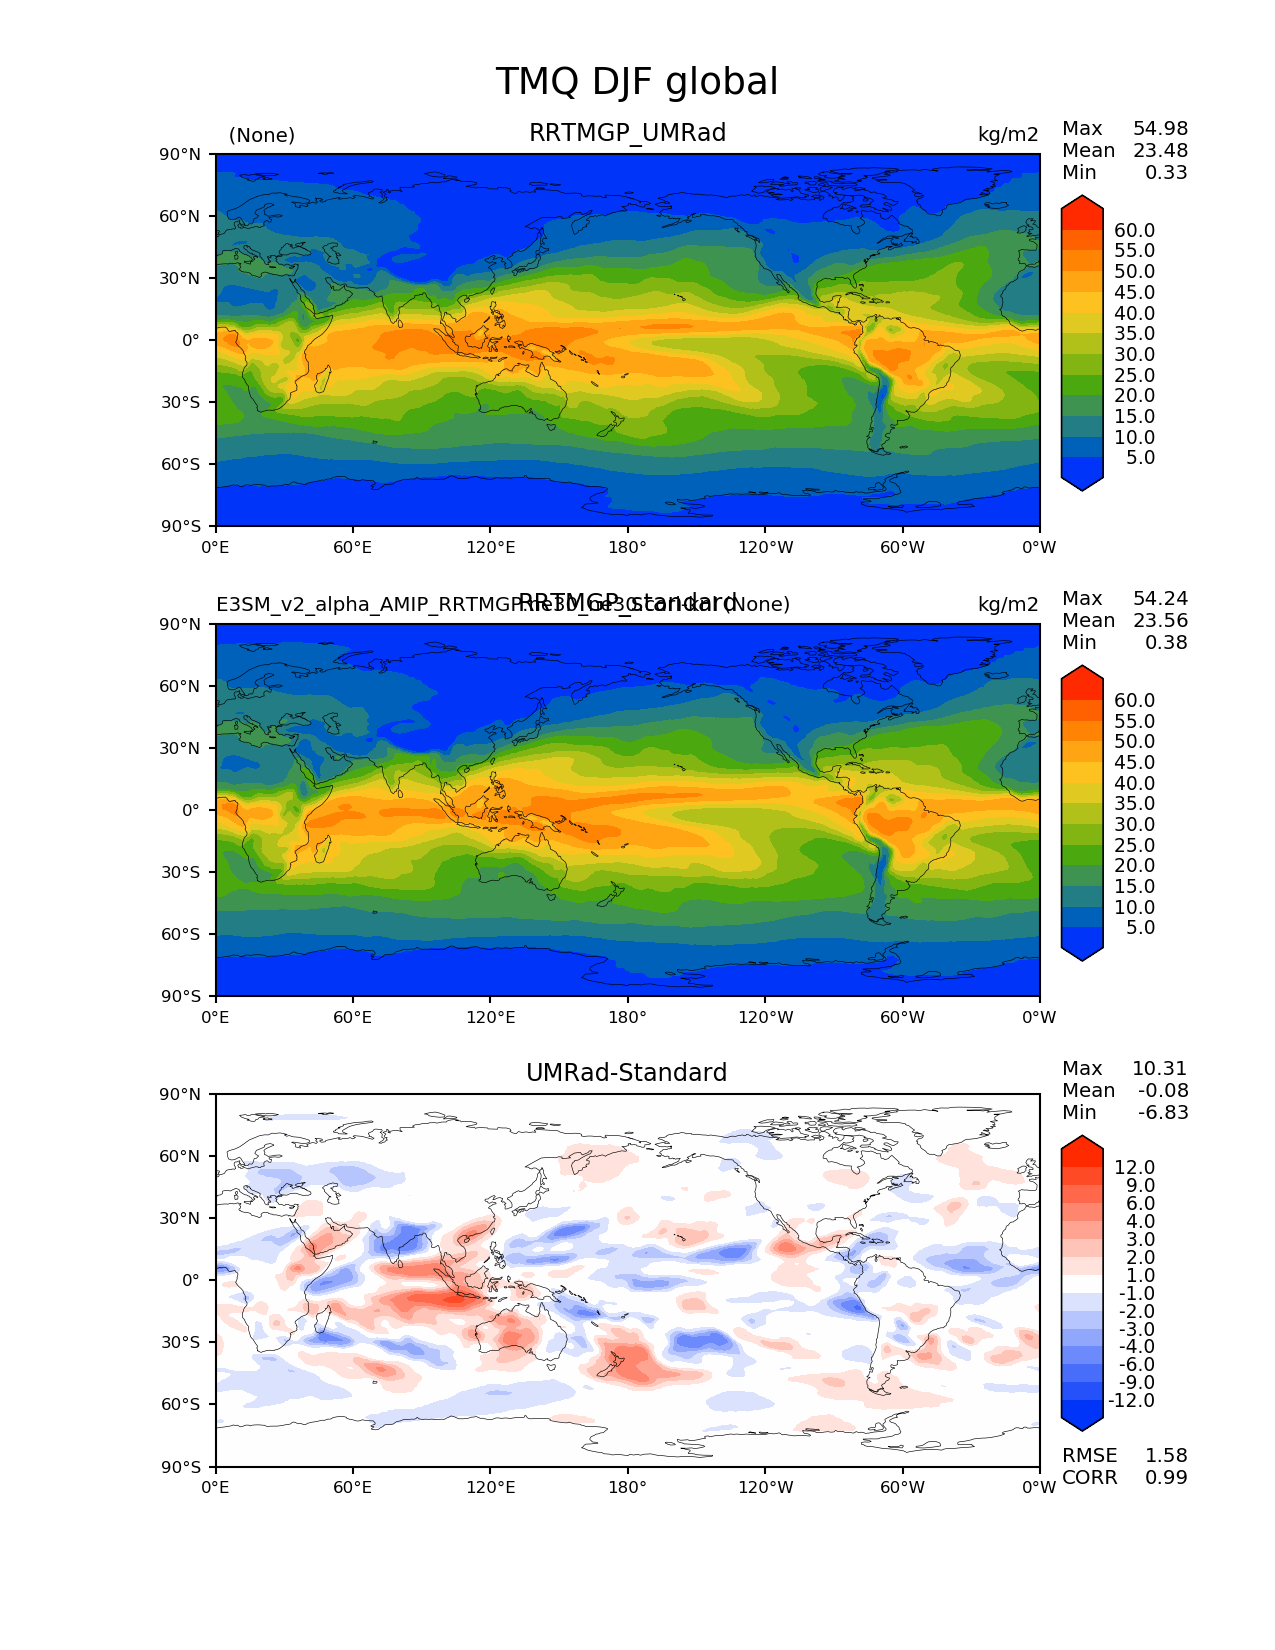 TMQ DJF global
(None) RRTMGP_UMRad kg/m2
Max 54.98
Mean 23.48
Min 0.33
90°N
60°N
30°N
0°
30°S
60°S
90°S
0°E 60°E 120°E 180° 120°W 60°W 0°W
60.0
55.0
50.0
45.0
40.0
35.0
30.0
25.0
20.0
15.0
10.0
5.0
E3SM_v2_alpha_AMIP_RRTMGP (None) RRTMGP_standard kg/m2
Max 54.24
Mean 23.56
Min 0.38
90°N
60°N
30°N
0°
30°S
60°S
90°S
0°E 60°E 120°E 180° 120°W 60°W 0°W
60.0
55.0
50.0
45.0
40.0
35.0
30.0
25.0
20.0
15.0
10.0
5.0
UMRad-Standard
Max 10.31
Mean -0.08
Min -6.83
90°N
60°N
30°N
0°
30°S
60°S
90°S
0°E 60°E 120°E 180° 120°W 60°W 0°W
12.0
9.0
6.0
4.0
3.0
2.0
1.0
-1.0
-2.0
-3.0
-4.0
-6.0
-9.0
-12.0
RMSE 1.58
CORR 0.99